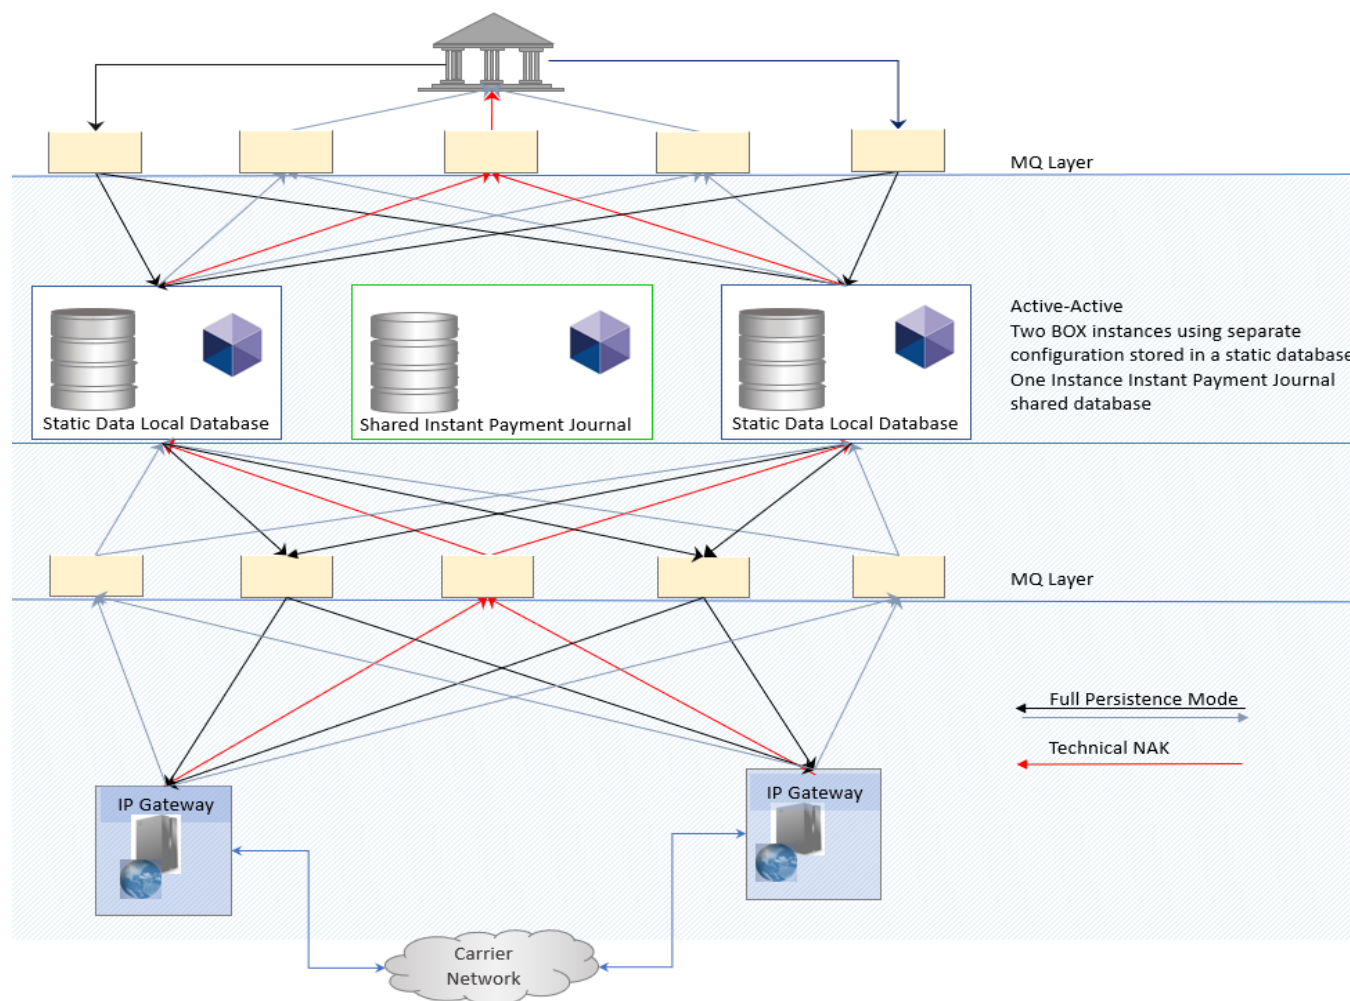 MQ Layer
Active-Active
Two BOX instances using separate
configuration stored in a static database
One Instance Instant Payment Journal
shared database
Static Data Local Database
Shared Instant Payment Journal
Static Data Local Database
MQ Layer
Full Persistence Mode
Technical NAK
IP Gateway
IP Gateway
Carrier
Network